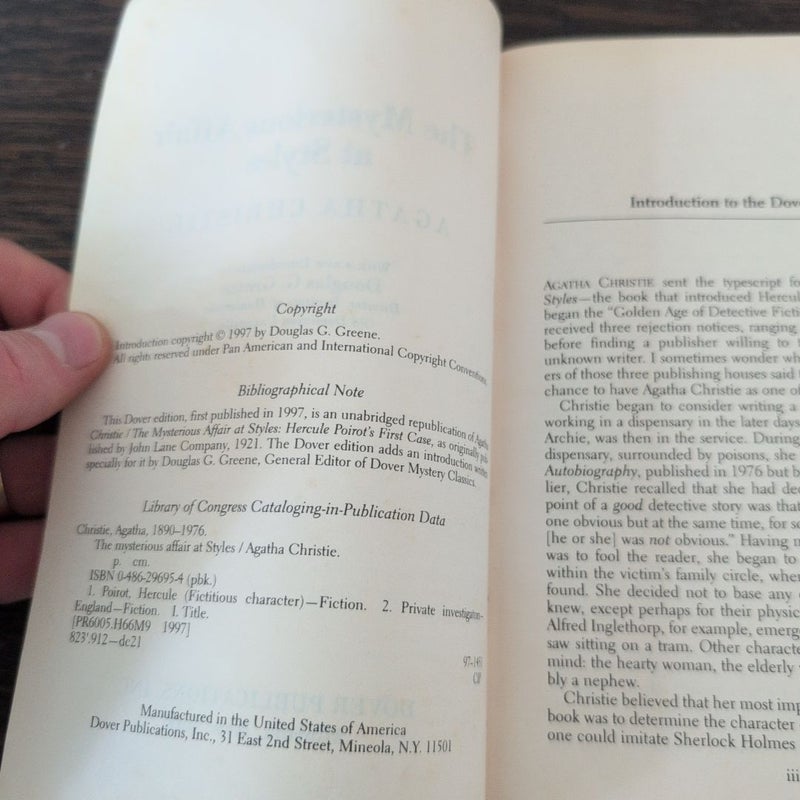 Copyright
Introduction copyright © 1997 by Douglas G. Greene.
All rights reserved under Pan American and International Copyright Conventions.
Bibliographical Note
This Dover edition, first published in 1997, is an unabridged republication of Agatha
Christie / The Mysterious Affair at Styles: Hercule Poirot's First Case, as originally pub-
lished by John Lane Company, 1921. The Dover edition adds an introduction written
specially for it by Douglas G. Greene, General Editor of Dover Mystery Classics.
Library of Congress Cataloging-in-Publication Data
Christie, Agatha, 1890–1976.
The mysterious affair at Styles / Agatha Christie.
p. cm.
ISBN 0-486-29695-4 (pbk.)
1. Poirot, Hercule (Fictitious character)—Fiction. 2. Private investigators—
England—Fiction. I. Title.
[PR6005.H66M9 1997]
823'.912—dc21
CIP
Manufactured in the United States of America
Dover Publications, Inc., 31 East 2nd Street, Mineola, N.Y. 11501
Introduction to the Dove
AGATHA CHRISTIE sent the typescript fo
Styles—the book that introduced Hercul
began the "Golden Age of Detective Ficti
received three rejection notices, ranging
before finding a publisher willing to t
unknown writer. I sometimes wonder wh
ers of those three publishing houses said
chance to have Agatha Christie as one of
Christie began to consider writing a
working in a dispensary in the later days
Archie, was then in the service. During
dispensary, surrounded by poisons, she
Autobiography, published in 1976 but b
lier, Christie recalled that she had dec
point of a good detective story was that
one obvious but at the same time, for so
[he or she] was not obvious." Having m
was to fool the reader, she began to
within the victim's family circle, wher
found. She decided not to base any
knew, except perhaps for their physic
Alfred Inglethorp, for example, emerg
saw sitting on a tram. Other characte
mind: the hearty woman, the elderly
bly a nephew.
Christie believed that her most imp
book was to determine the character
one could imitate Sherlock Holmes
iii